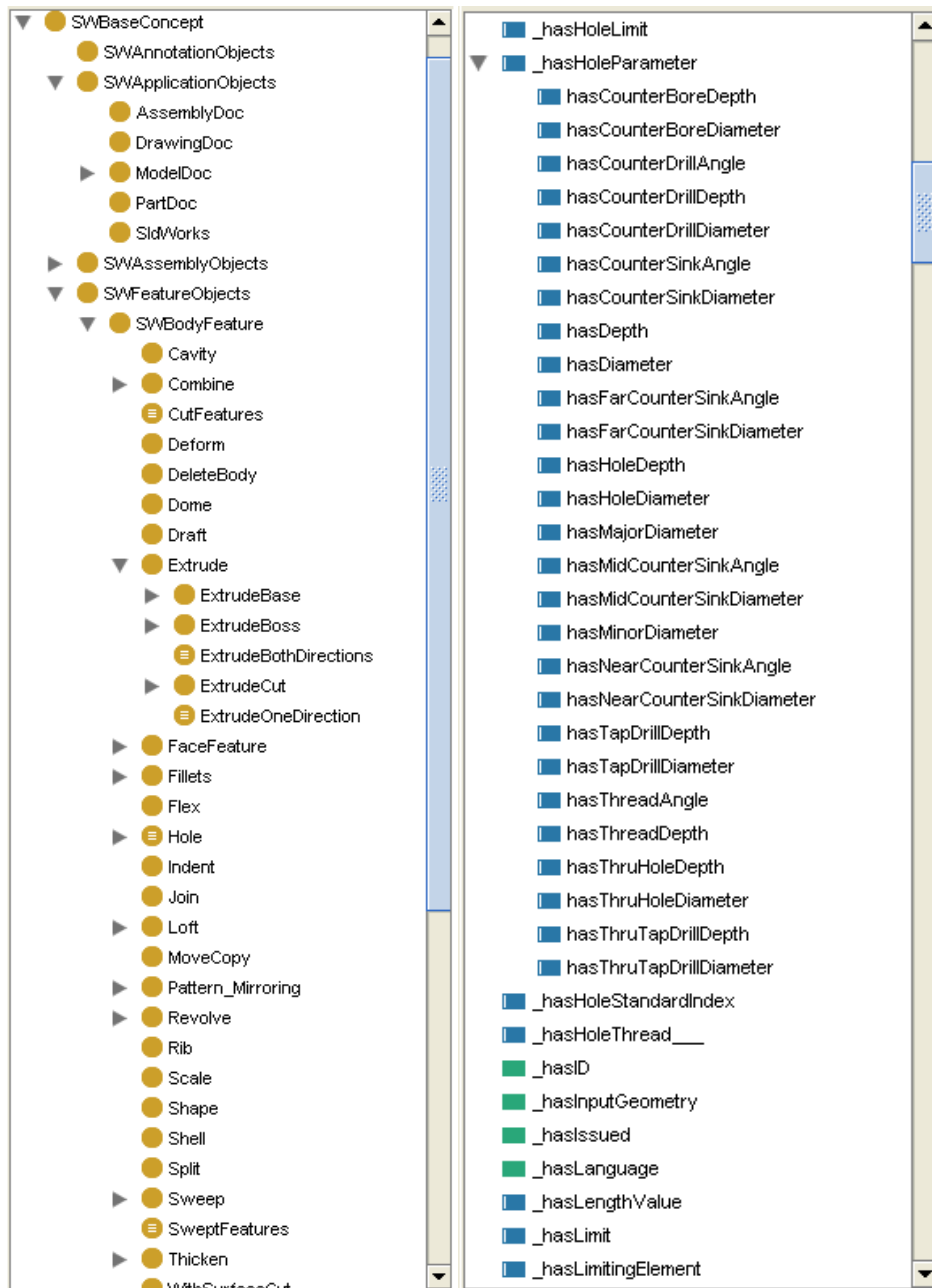 SWBaseConcept
SWAnnotationObjects
SWApplicationObjects
AssemblyDoc
DrawingDoc
ModelDoc
PartDoc
SldWorks
SWAssemblyObjects
SWFeatureObjects
SWBodyFeature
Cavity
Combine
CutFeatures
Deform
DeleteBody
Dome
Draft
Extrude
ExtrudeBase
ExtrudeBoss
ExtrudeBothDirections
ExtrudeCut
ExtrudeOneDirection
FaceFeature
Fillets
Flex
Hole
Indent
Join
Loft
MoveCopy
Pattern_Mirroring
Revolve
Rib
Scale
Shape
Shell
Split
Sweep
SweptFeatures
Thicken
WithSurfaceCut
_hasHoleLimit
_hasHoleParameter
hasCounterBoreDepth
hasCounterBoreDiameter
hasCounterDrillAngle
hasCounterDrillDepth
hasCounterDrillDiameter
hasCounterSinkAngle
hasCounterSinkDiameter
hasDepth
hasDiameter
hasFarCounterSinkAngle
hasFarCounterSinkDiameter
hasHoleDepth
hasHoleDiameter
hasMajorDiameter
hasMidCounterSinkAngle
hasMidCounterSinkDiameter
hasMinorDiameter
hasNearCounterSinkAngle
hasNearCounterSinkDiameter
hasTapDrillDepth
hasTapDrillDiameter
hasThreadAngle
hasThreadDepth
hasThruHoleDepth
hasThruHoleDiameter
hasThruTapDrillDepth
hasThruTapDrillDiameter
_hasHoleStandardIndex
_hasHoleThread___
_hasID
_hasInputGeometry
_hasIssued
_hasLanguage
_hasLengthValue
_hasLimit
_hasLimitingElement